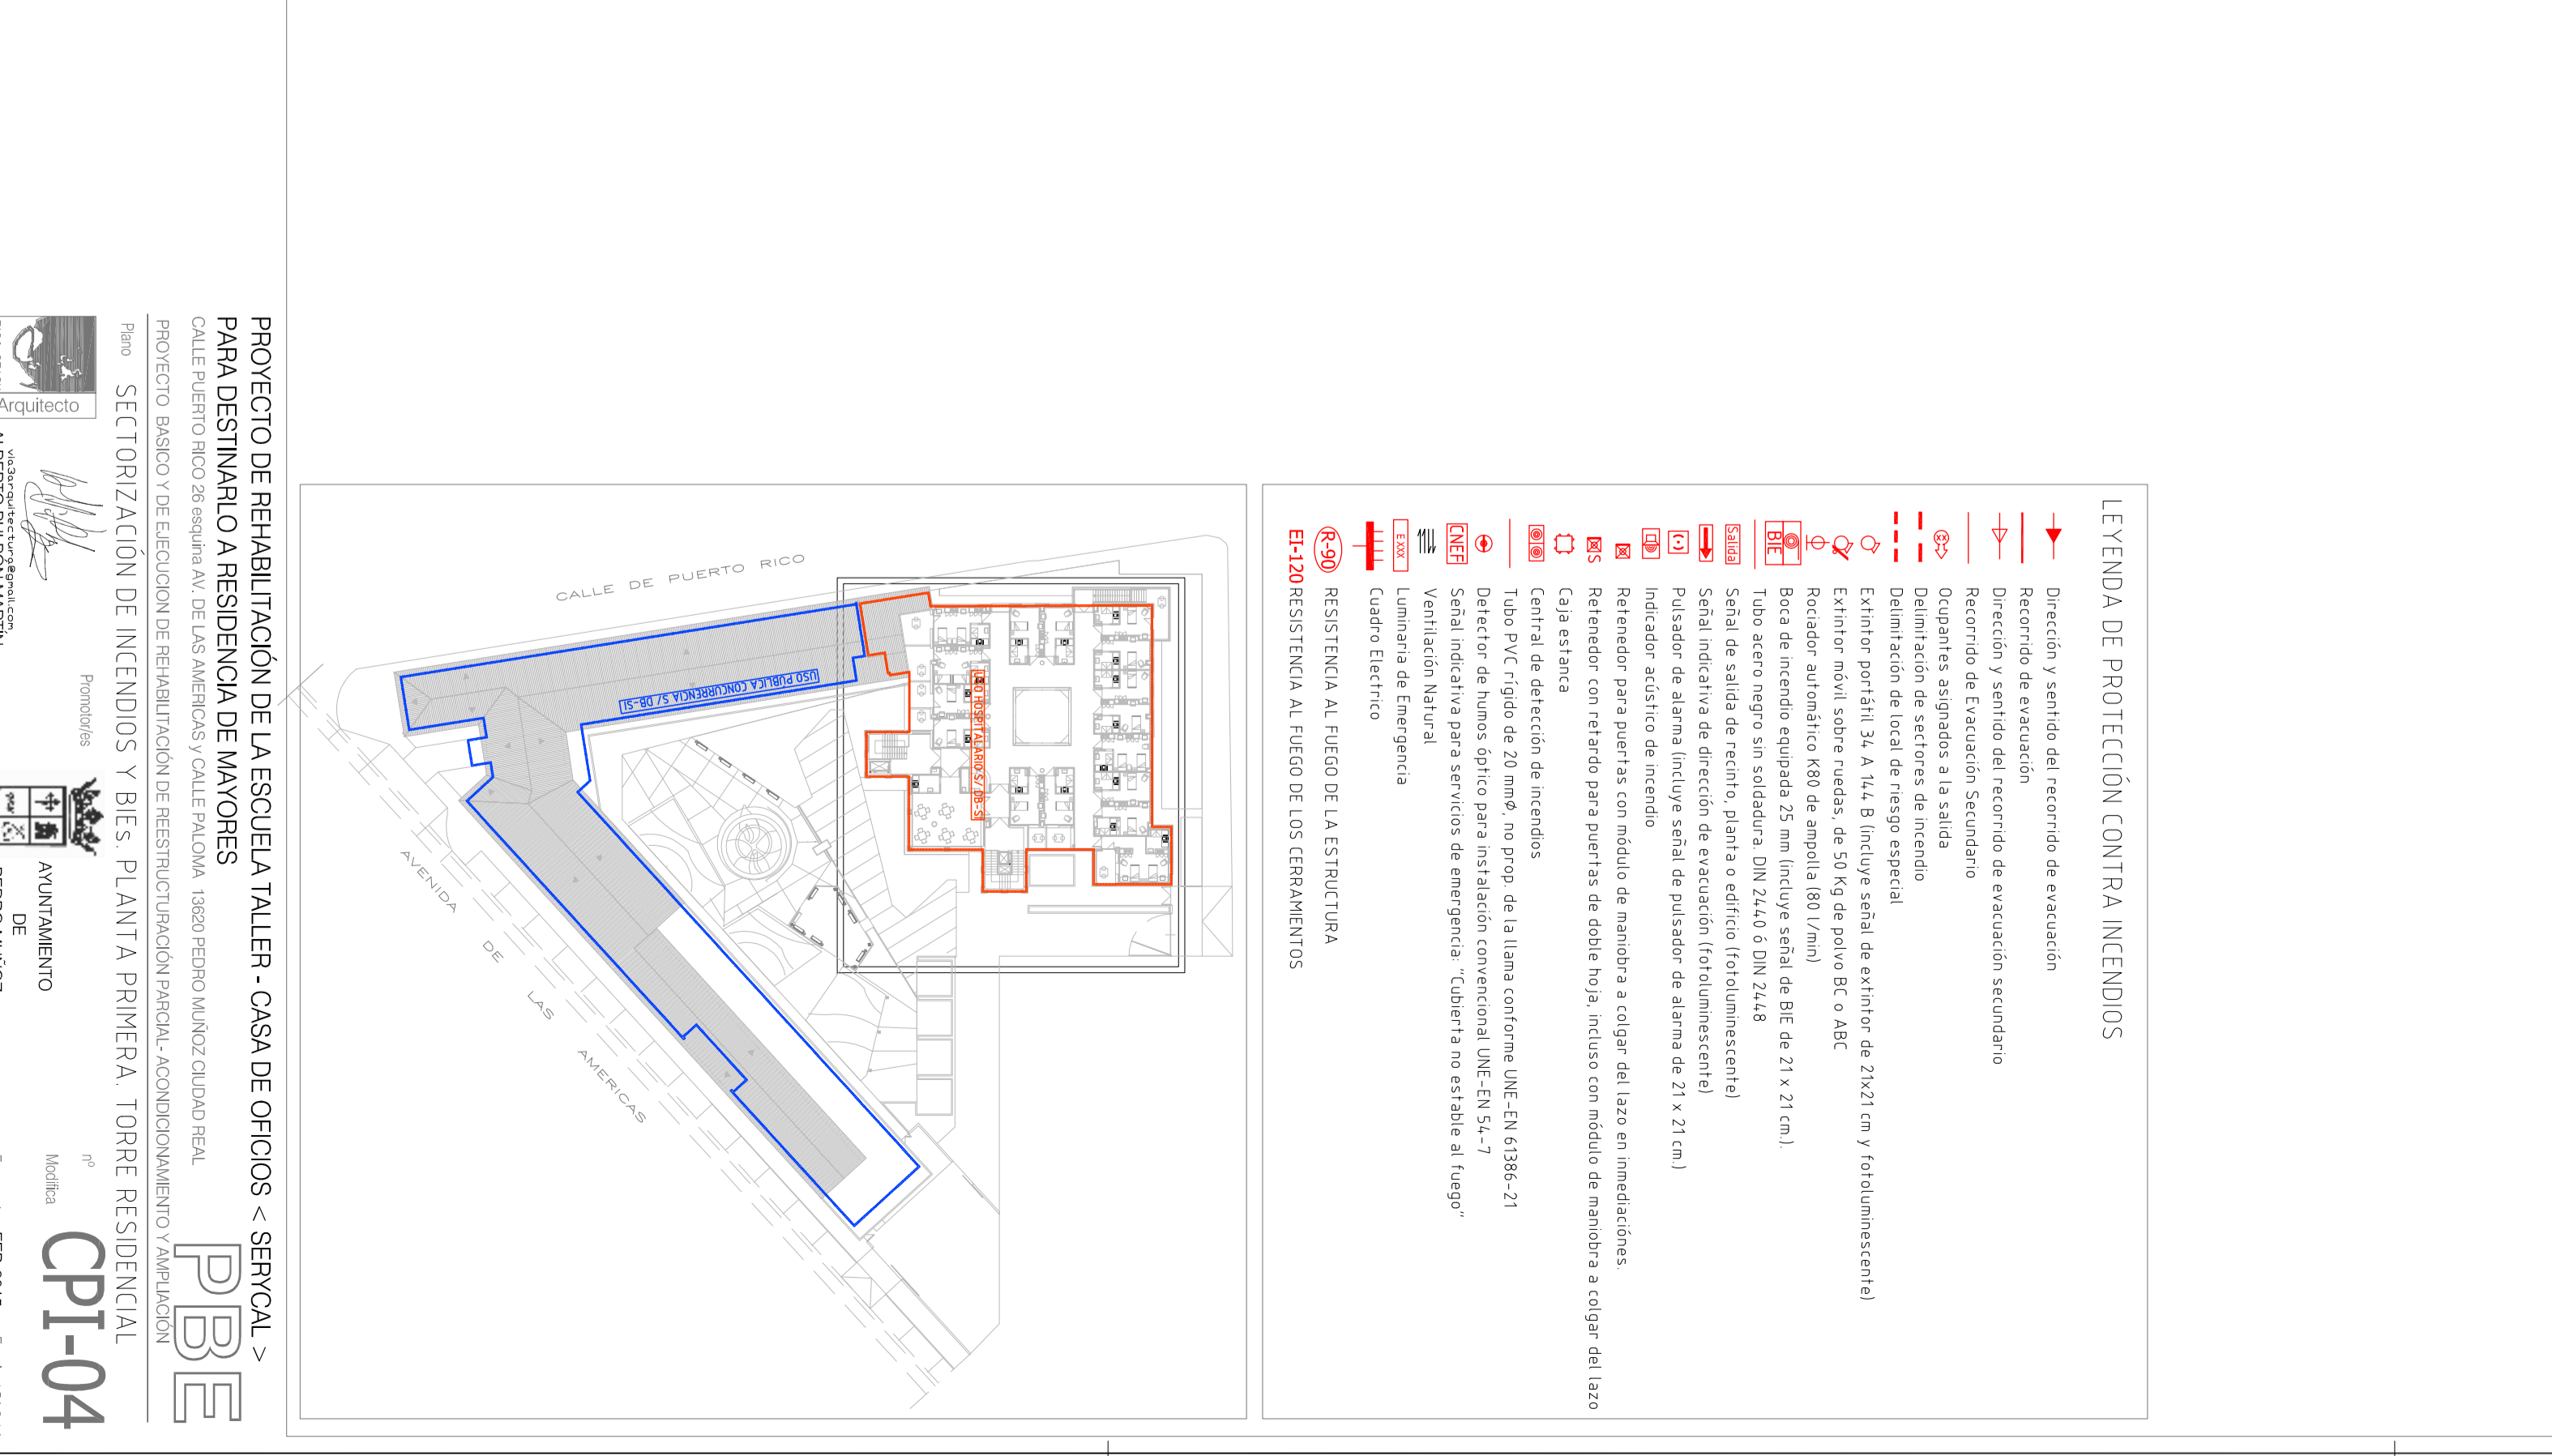 LEYENDA DE PROTECCIÓN CONTRA INCENDIOS
Dirección y sentido del recorrido de evacuación
Recorrido de evacuación
Dirección y sentido del recorrido de evacuación secundario
Recorrido de Evacuación Secundario
Ocupantes asignados a la salida
Delimitación de sectores de incendio
Delimitación de local de riesgo especial
Extintor portátil 34 A 144 B (incluye señal de extintor de 21x21 cm y fotoluminescente)
Extintor móvil sobre ruedas, de 50 Kg de polvo BC o ABC
Rociador automático K80 de ampolla (80 l/min)
BIE Boca de incendio equipada 25 mm (incluye señal de BIE de 21 x 21 cm.).
Tubo acero negro sin soldadura. DIN 2440 ó DIN 2448
Salida Señal de salida de recinto, planta o edificio (fotoluminescente)
Señal indicativa de dirección de evacuación (fotoluminescente)
Pulsador de alarma (incluye señal de pulsador de alarma de 21 x 21 cm.)
Indicador acústico de incendio
Retenedor para puertas con módulo de maniobra a colgar del lazo en inmediaciónes.
S Retenedor con retardo para puertas de doble hoja, incluso con módulo de maniobra a colgar del lazo
Caja estanca
Central de detección de incendios
Tubo PVC rígido de 20 mmØ, no prop. de la llama conforme UNE-EN 61386-21
Detector de humos óptico para instalación convencional UNE-EN 54-7
CNEF Señal indicativa para servicios de emergencia: "Cubierta no estable al fuego"
Ventilación Natural
E XXX Luminaria de Emergencia
Cuadro Electrico
R-90 RESISTENCIA AL FUEGO DE LA ESTRUCTURA
EI-120 RESISTENCIA AL FUEGO DE LOS CERRAMIENTOS
CALLE DE PUERTO RICO
USO HOSPITALARIO S/ DB-SI
USO PUBLICA CONCURRENCIA S/ DB-SI
AVENIDA DE LAS AMERICAS
PROYECTO DE REHABILITACIÓN DE LA ESCUELA TALLER - CASA DE OFICIOS < SERYCAL >
PARA DESTINARLO A RESIDENCIA DE MAYORES
CALLE PUERTO RICO 26 esquina AV. DE LAS AMERICAS y CALLE PALOMA 13620 PEDRO MUÑOZ CIUDAD REAL
PROYECTO BASICO Y DE EJECUCION DE REHABILITACIÓN DE REESTRUCTURACIÓN PARCIAL- ACONDICIONAMIENTO Y AMPLIACIÓN
PBE
Plano SECTORIZACIÓN DE INCENDIOS Y BIES. PLANTA PRIMERA. TORRE RESIDENCIAL
Arquitecto
via3arquitectura@gmail.com
Promotor/es
AYUNTAMIENTO
DE
nº
Modifica
CPI-04